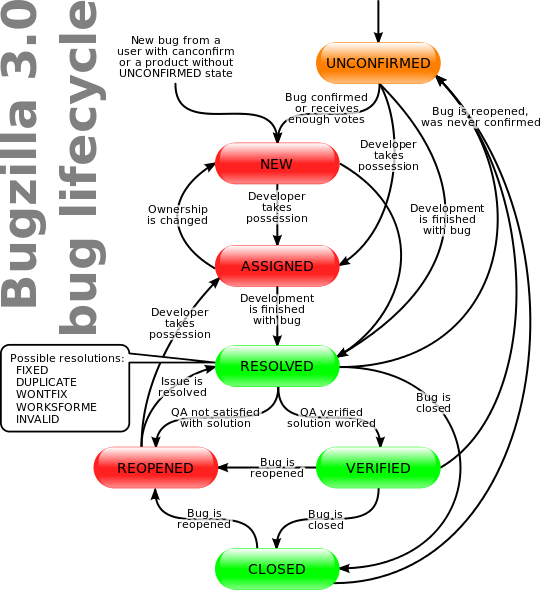 Bugzilla 3.0
bug lifecycle
New bug from a
user with canconfirm
or a product without
UNCONFIRMED state
UNCONFIRMED
Bug confirmed
or receives
enough votes
Bug is reopened,
was never confirmed
Developer
takes
possession
NEW
Developer
takes
possession
Ownership
is changed
Development
is finished
with bug
ASSIGNED
Development
is finished
with bug
Developer
takes
possession
Possible resolutions:
FIXED
DUPLICATE
WONTFIX
WORKSFORME
INVALID
RESOLVED
Issue is
resolved
Bug is
closed
QA not satisfied
with solution
QA verified
solution worked
REOPENED
Bug is
reopened
VERIFIED
Bug is
reopened
Bug is
closed
CLOSED